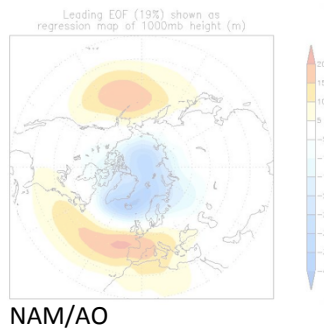 Leading EOF (19%) shown as
regression map of 1000mb height (m)
NAM/AO